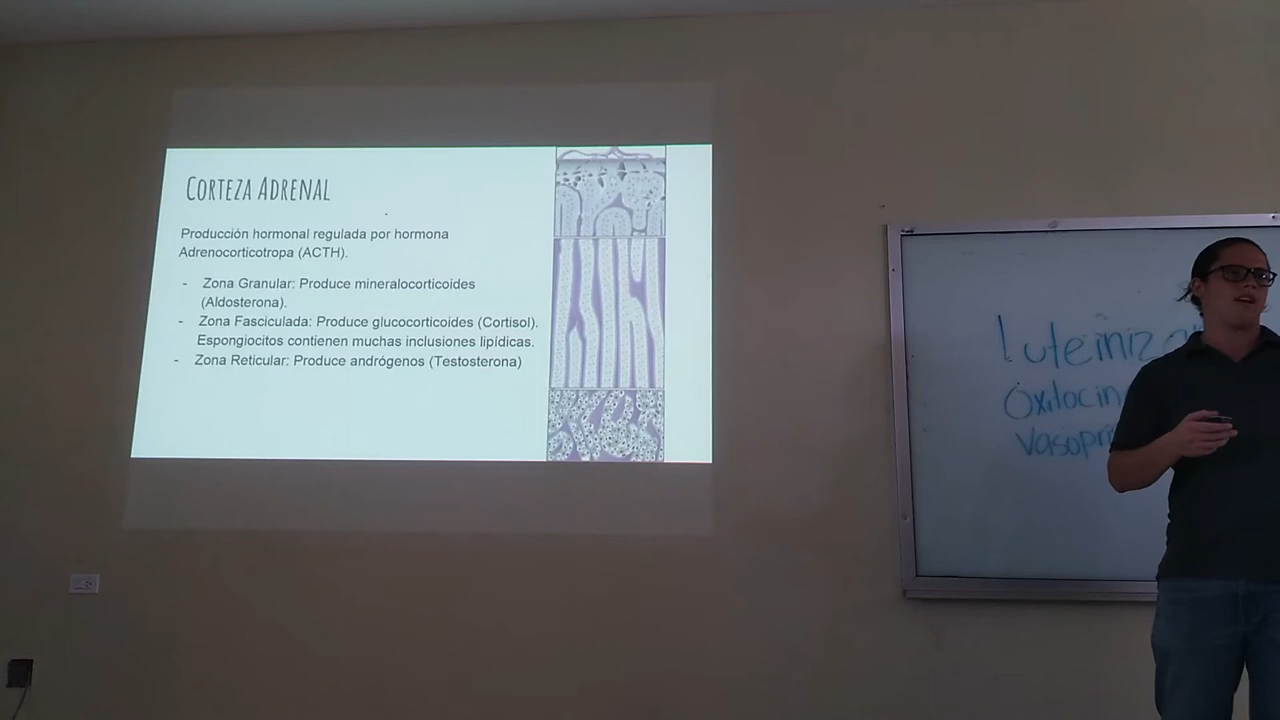 CORTEZA ADRENAL
Producción hormonal regulada por hormona
Adrenocorticotropa (ACTH).
- Zona Granular: Produce mineralocorticoides
(Aldosterona).
- Zona Fasciculada: Produce glucocorticoides (Cortisol).
Espongiocitos contienen muchas inclusiones lipídicas.
- Zona Reticular: Produce andrógenos (Testosterona)